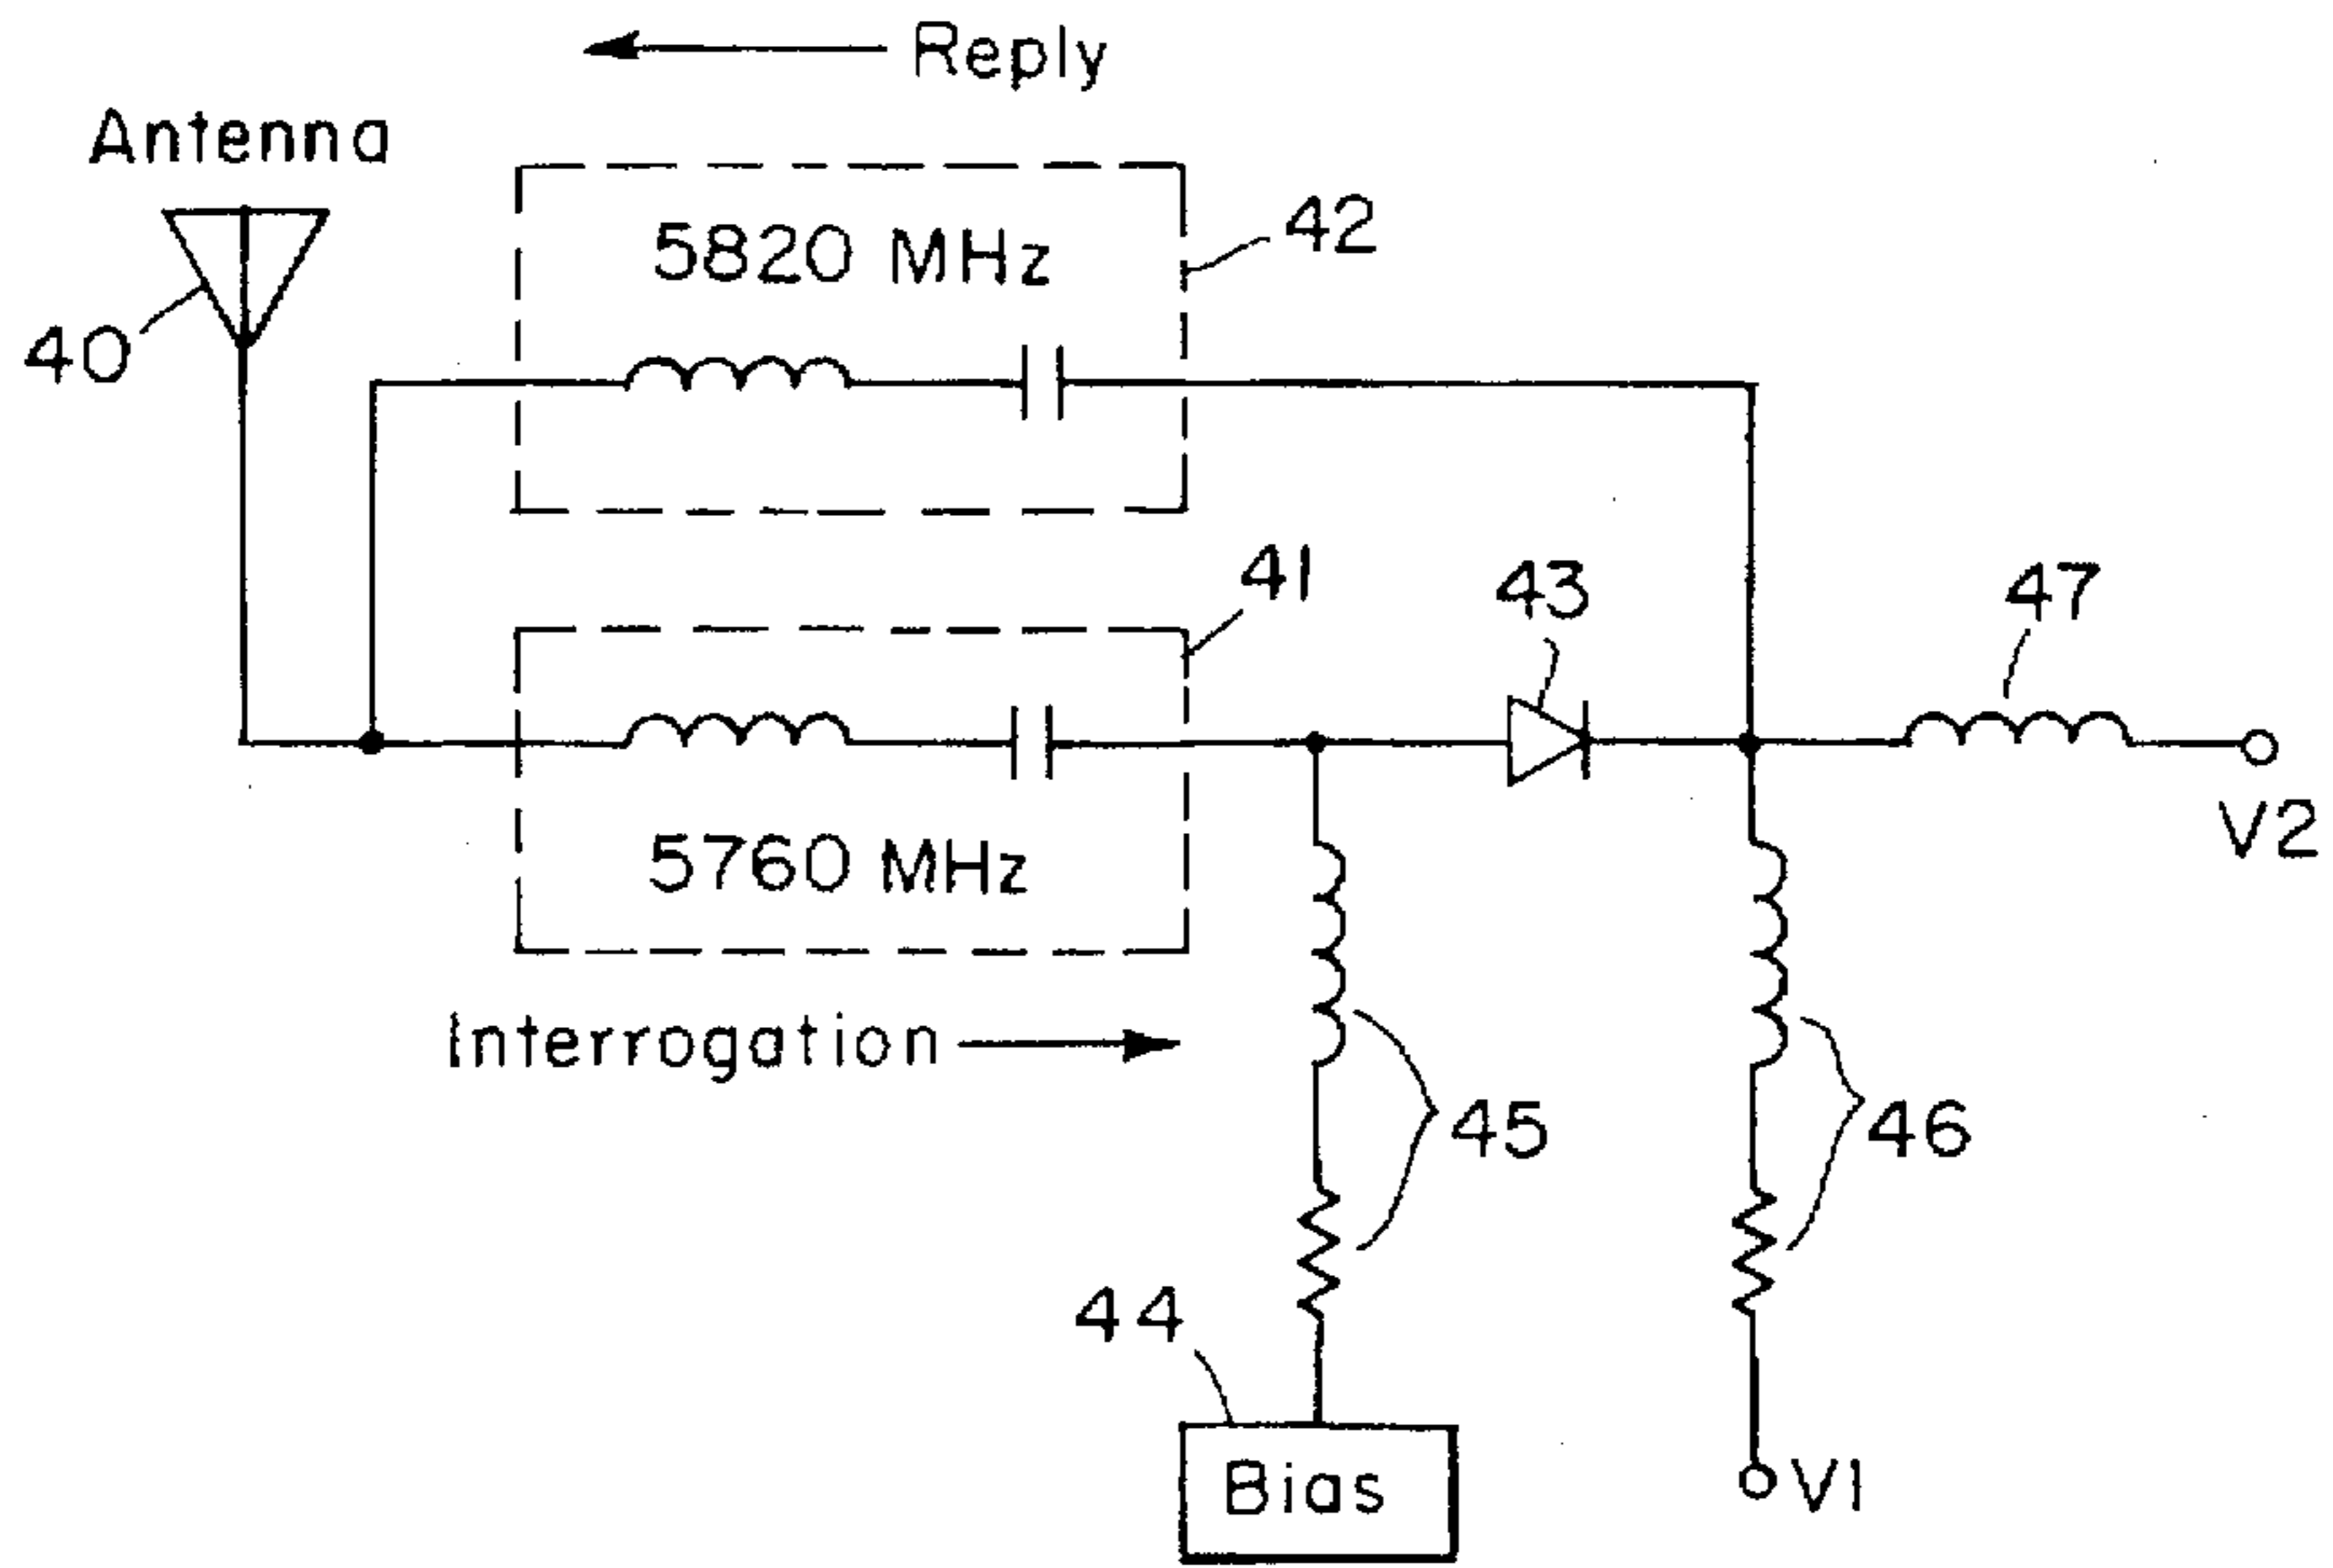 Reply
Antenna
42
5820 MHz
40
41
43
47
V2
5760 MHz
Interrogation
45
46
44
Bias
V1